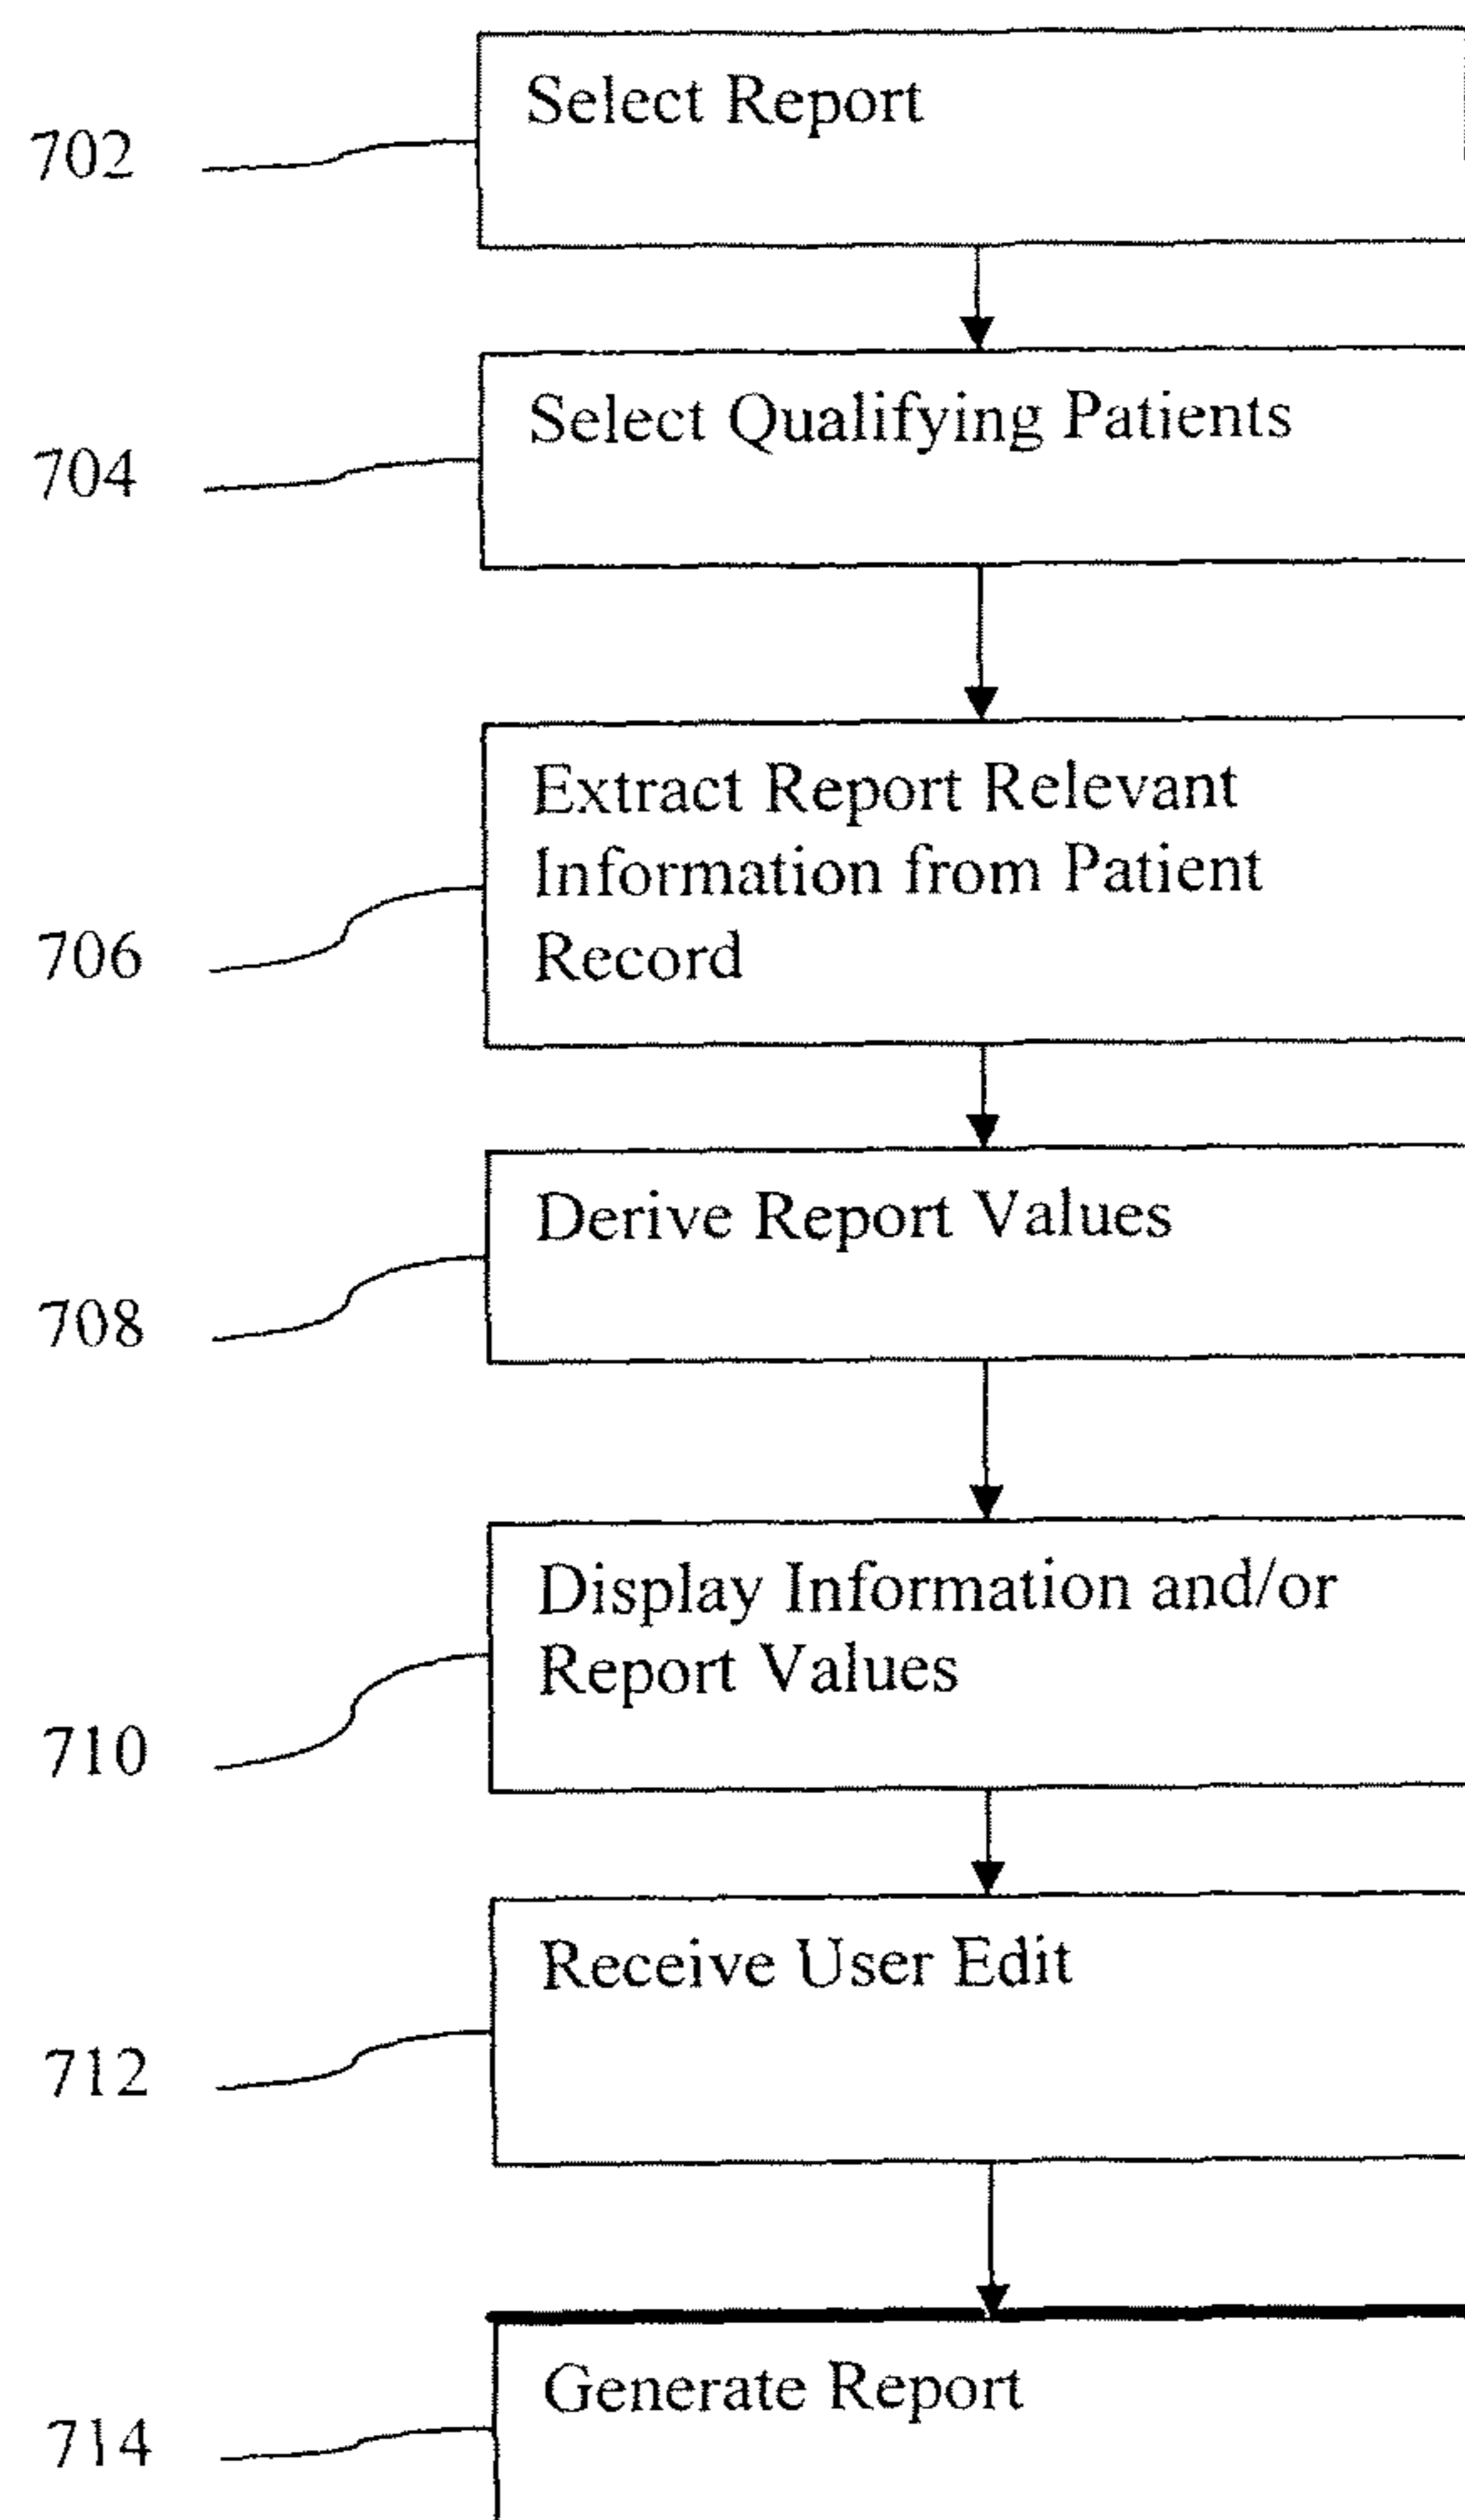 Select Report
702
Select Qualifying Patients
704
Extract Report Relevant
Information from Patient
Record
706
Derive Report Values
708
Display Information and/or
Report Values
710
Receive User Edit
712
Generate Report
714